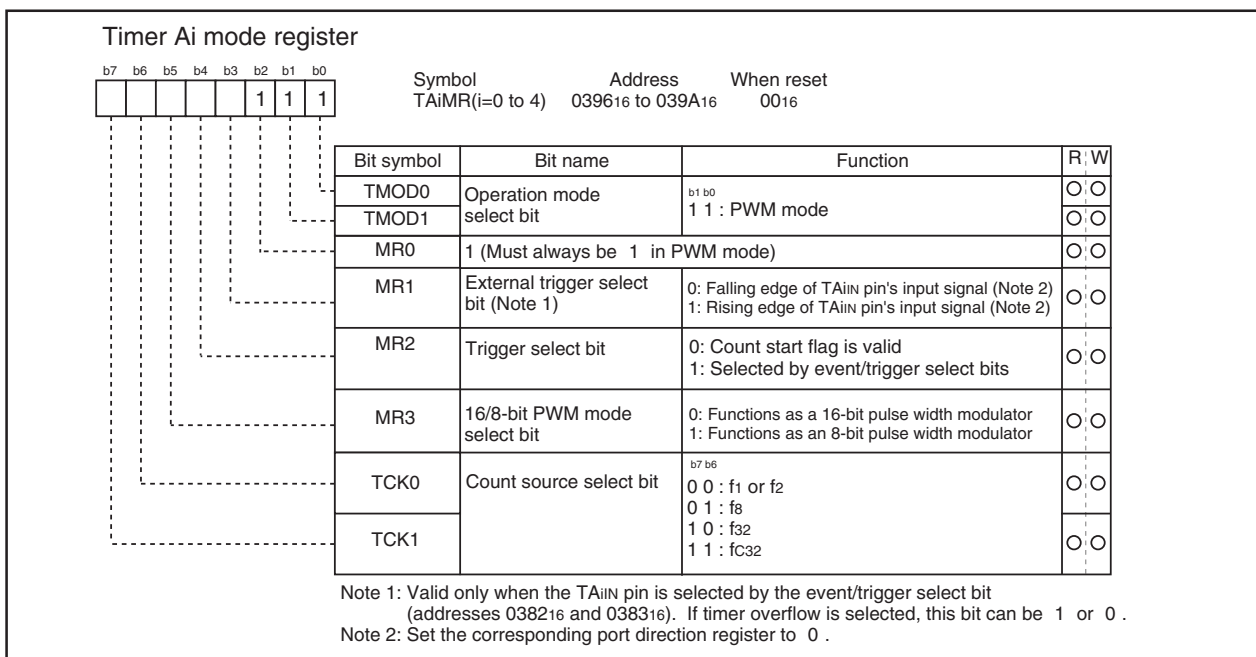 Timer Ai mode register
b7 b6 b5 b4 b3 b2 b1 b0
1 1 1
Symbol Address When reset
TAiMR(i=0 to 4) 039616 to 039A16 0016
Bit symbol Bit name Function R W
TMOD0 Operation mode select bit b1 b0
1 1 : PWM mode
TMOD1
MR0 1 (Must always be 1 in PWM mode)
MR1 External trigger select
bit (Note 1)
0: Falling edge of TAiIN pin's input signal (Note 2)
1: Rising edge of TAiIN pin's input signal (Note 2)
MR2 Trigger select bit
0: Count start flag is valid
1: Selected by event/trigger select bits
MR3 16/8-bit PWM mode
select bit
0: Functions as a 16-bit pulse width modulator
1: Functions as an 8-bit pulse width modulator
TCK0 Count source select bit
b7 b6
0 0 : f1 or f2
0 1 : f8
1 0 : f32
1 1 : fC32
TCK1
Note 1: Valid only when the TAiIN pin is selected by the event/trigger select bit
(addresses 038216 and 038316). If timer overflow is selected, this bit can be 1 or 0 .
Note 2: Set the corresponding port direction register to 0 .